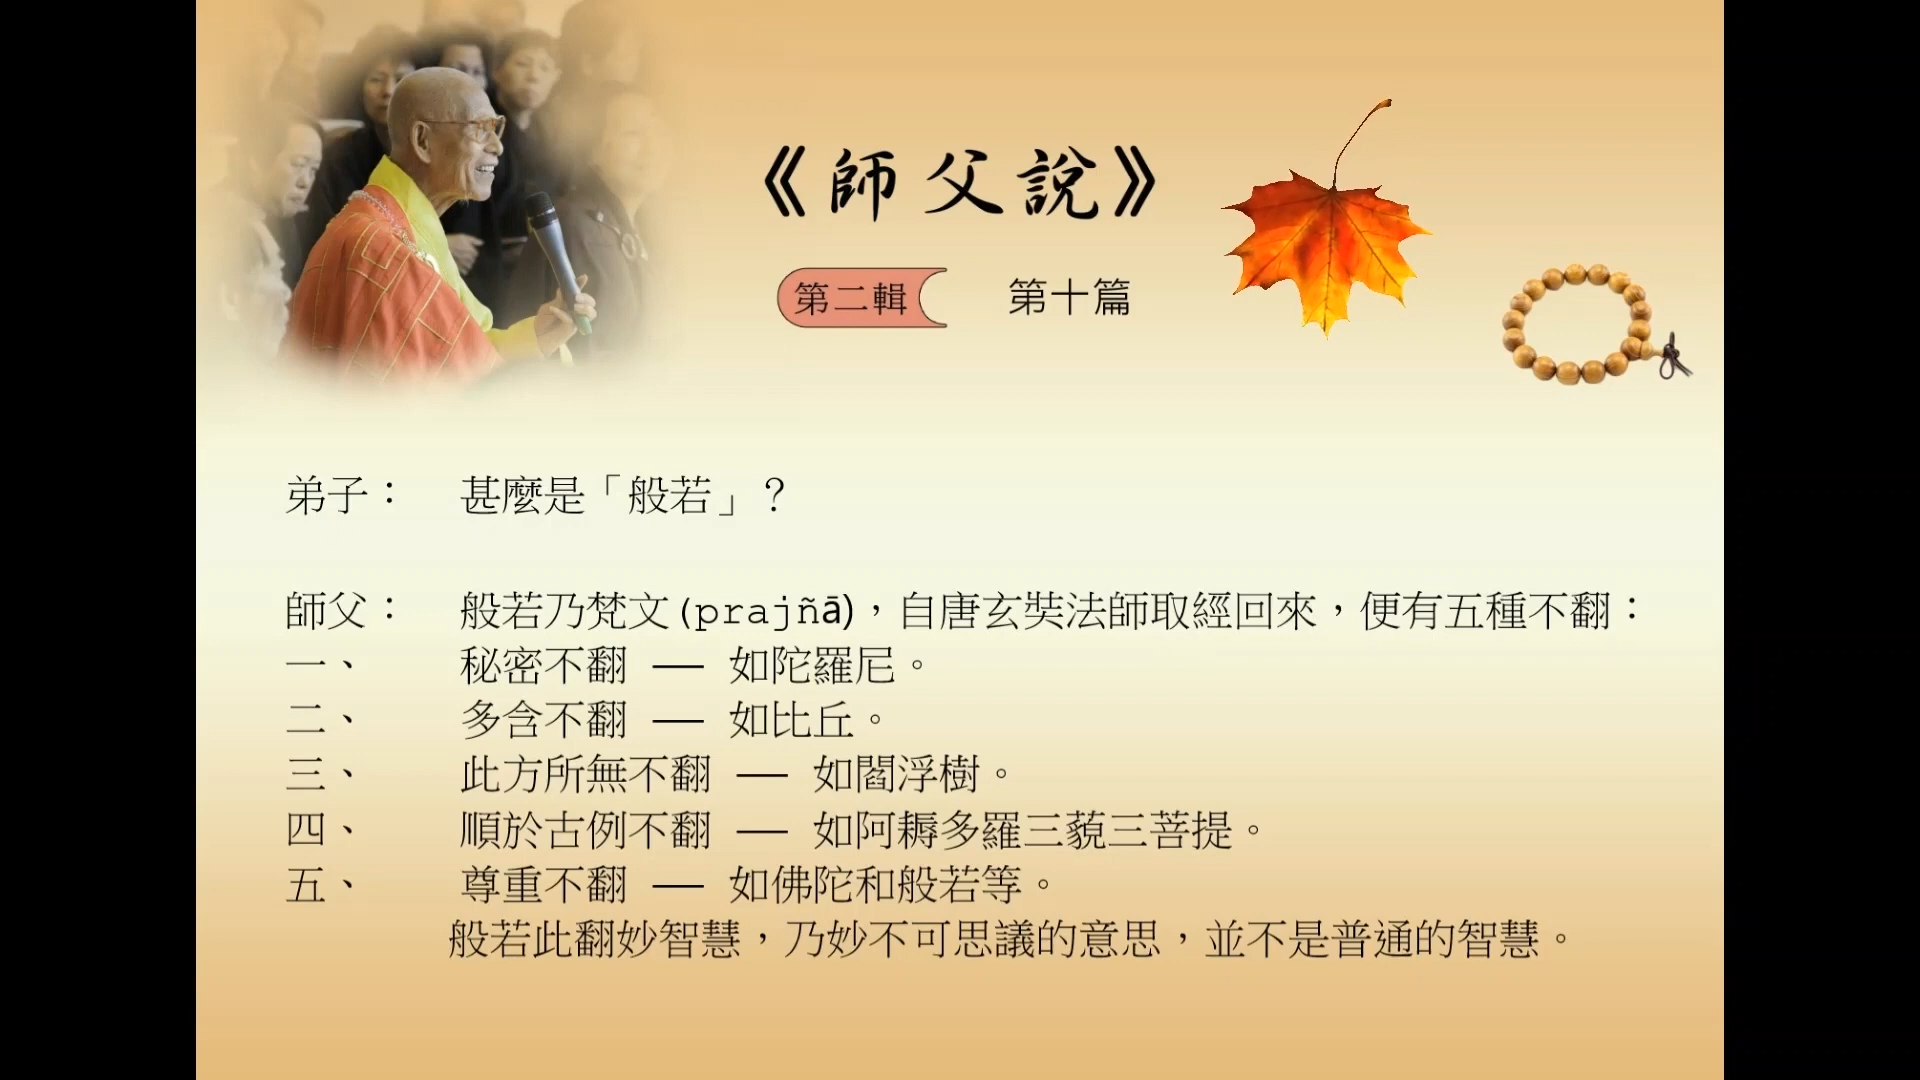 《師父說》
第二輯 第十篇
弟子： 甚麼是「般若」？
師父： 般若乃梵文(prajñā)，自唐玄奘法師取經回來，便有五種不翻：
一、 秘密不翻 — 如陀羅尼。
二、 多含不翻 — 如比丘。
三、 此方所無不翻 — 如閻浮樹。
四、 順於古例不翻 — 如阿耨多羅三藐三菩提。
五、 尊重不翻 — 如佛陀和般若等。
般若此翻妙智慧，乃妙不可思議的意思，並不是普通的智慧。